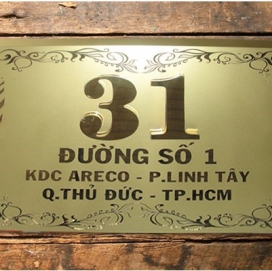 31
ĐƯỜNG SỐ 1
KDC ARECO - P.LINH TÂY
Q.THỦ ĐỨC - TP.HCM